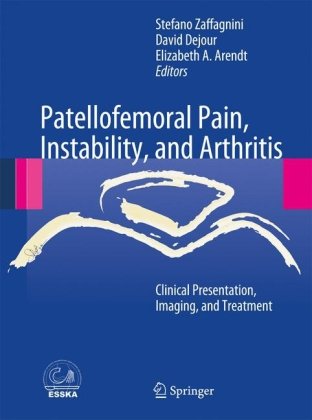 Stefano Zaffagnini
David Dejour
Elizabeth A. Arendt
Editors
Patellofemoral Pain,
Instability, and Arthritis
Clinical Presentation,
Imaging, and Treatment
ESSKA
Springer